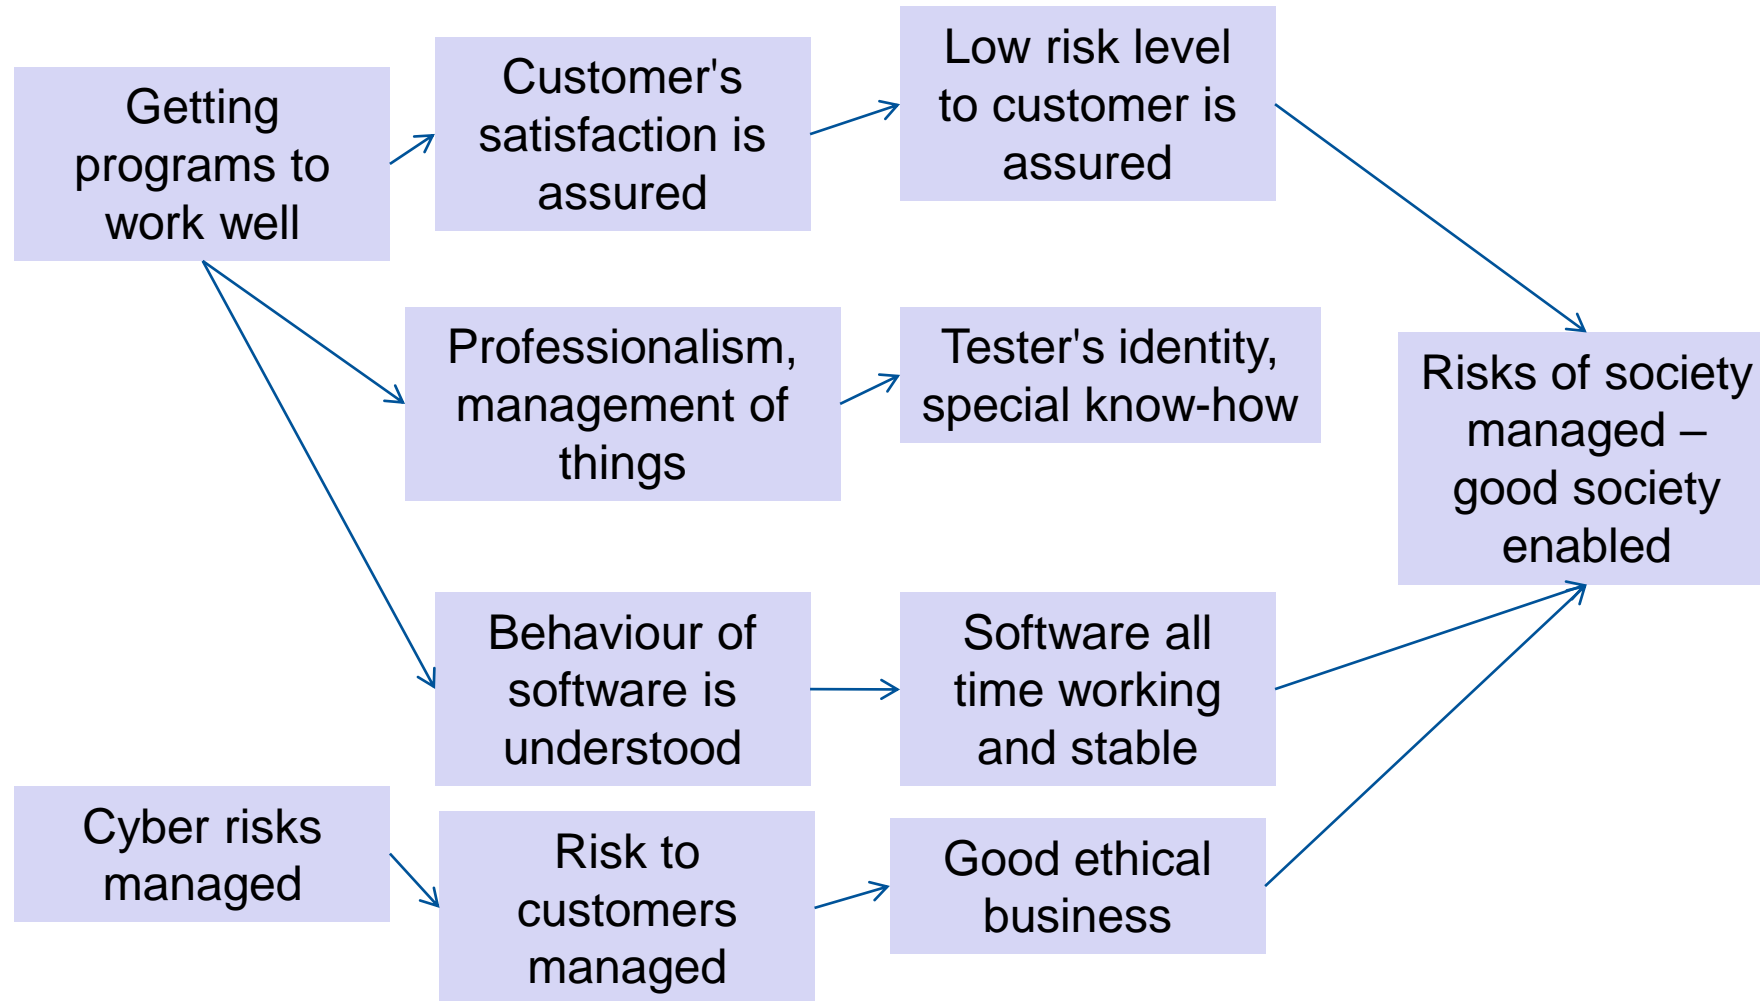 Getting
programs to
work well
Customer's
satisfaction is
assured
Low risk level
to customer is
assured
Professionalism,
management of
things
Tester's identity,
special know-how
Risks of society
managed –
good society
enabled
Behaviour of
software is
understood
Software all
time working
and stable
Cyber risks
managed
Risk to
customers
managed
Good ethical
business